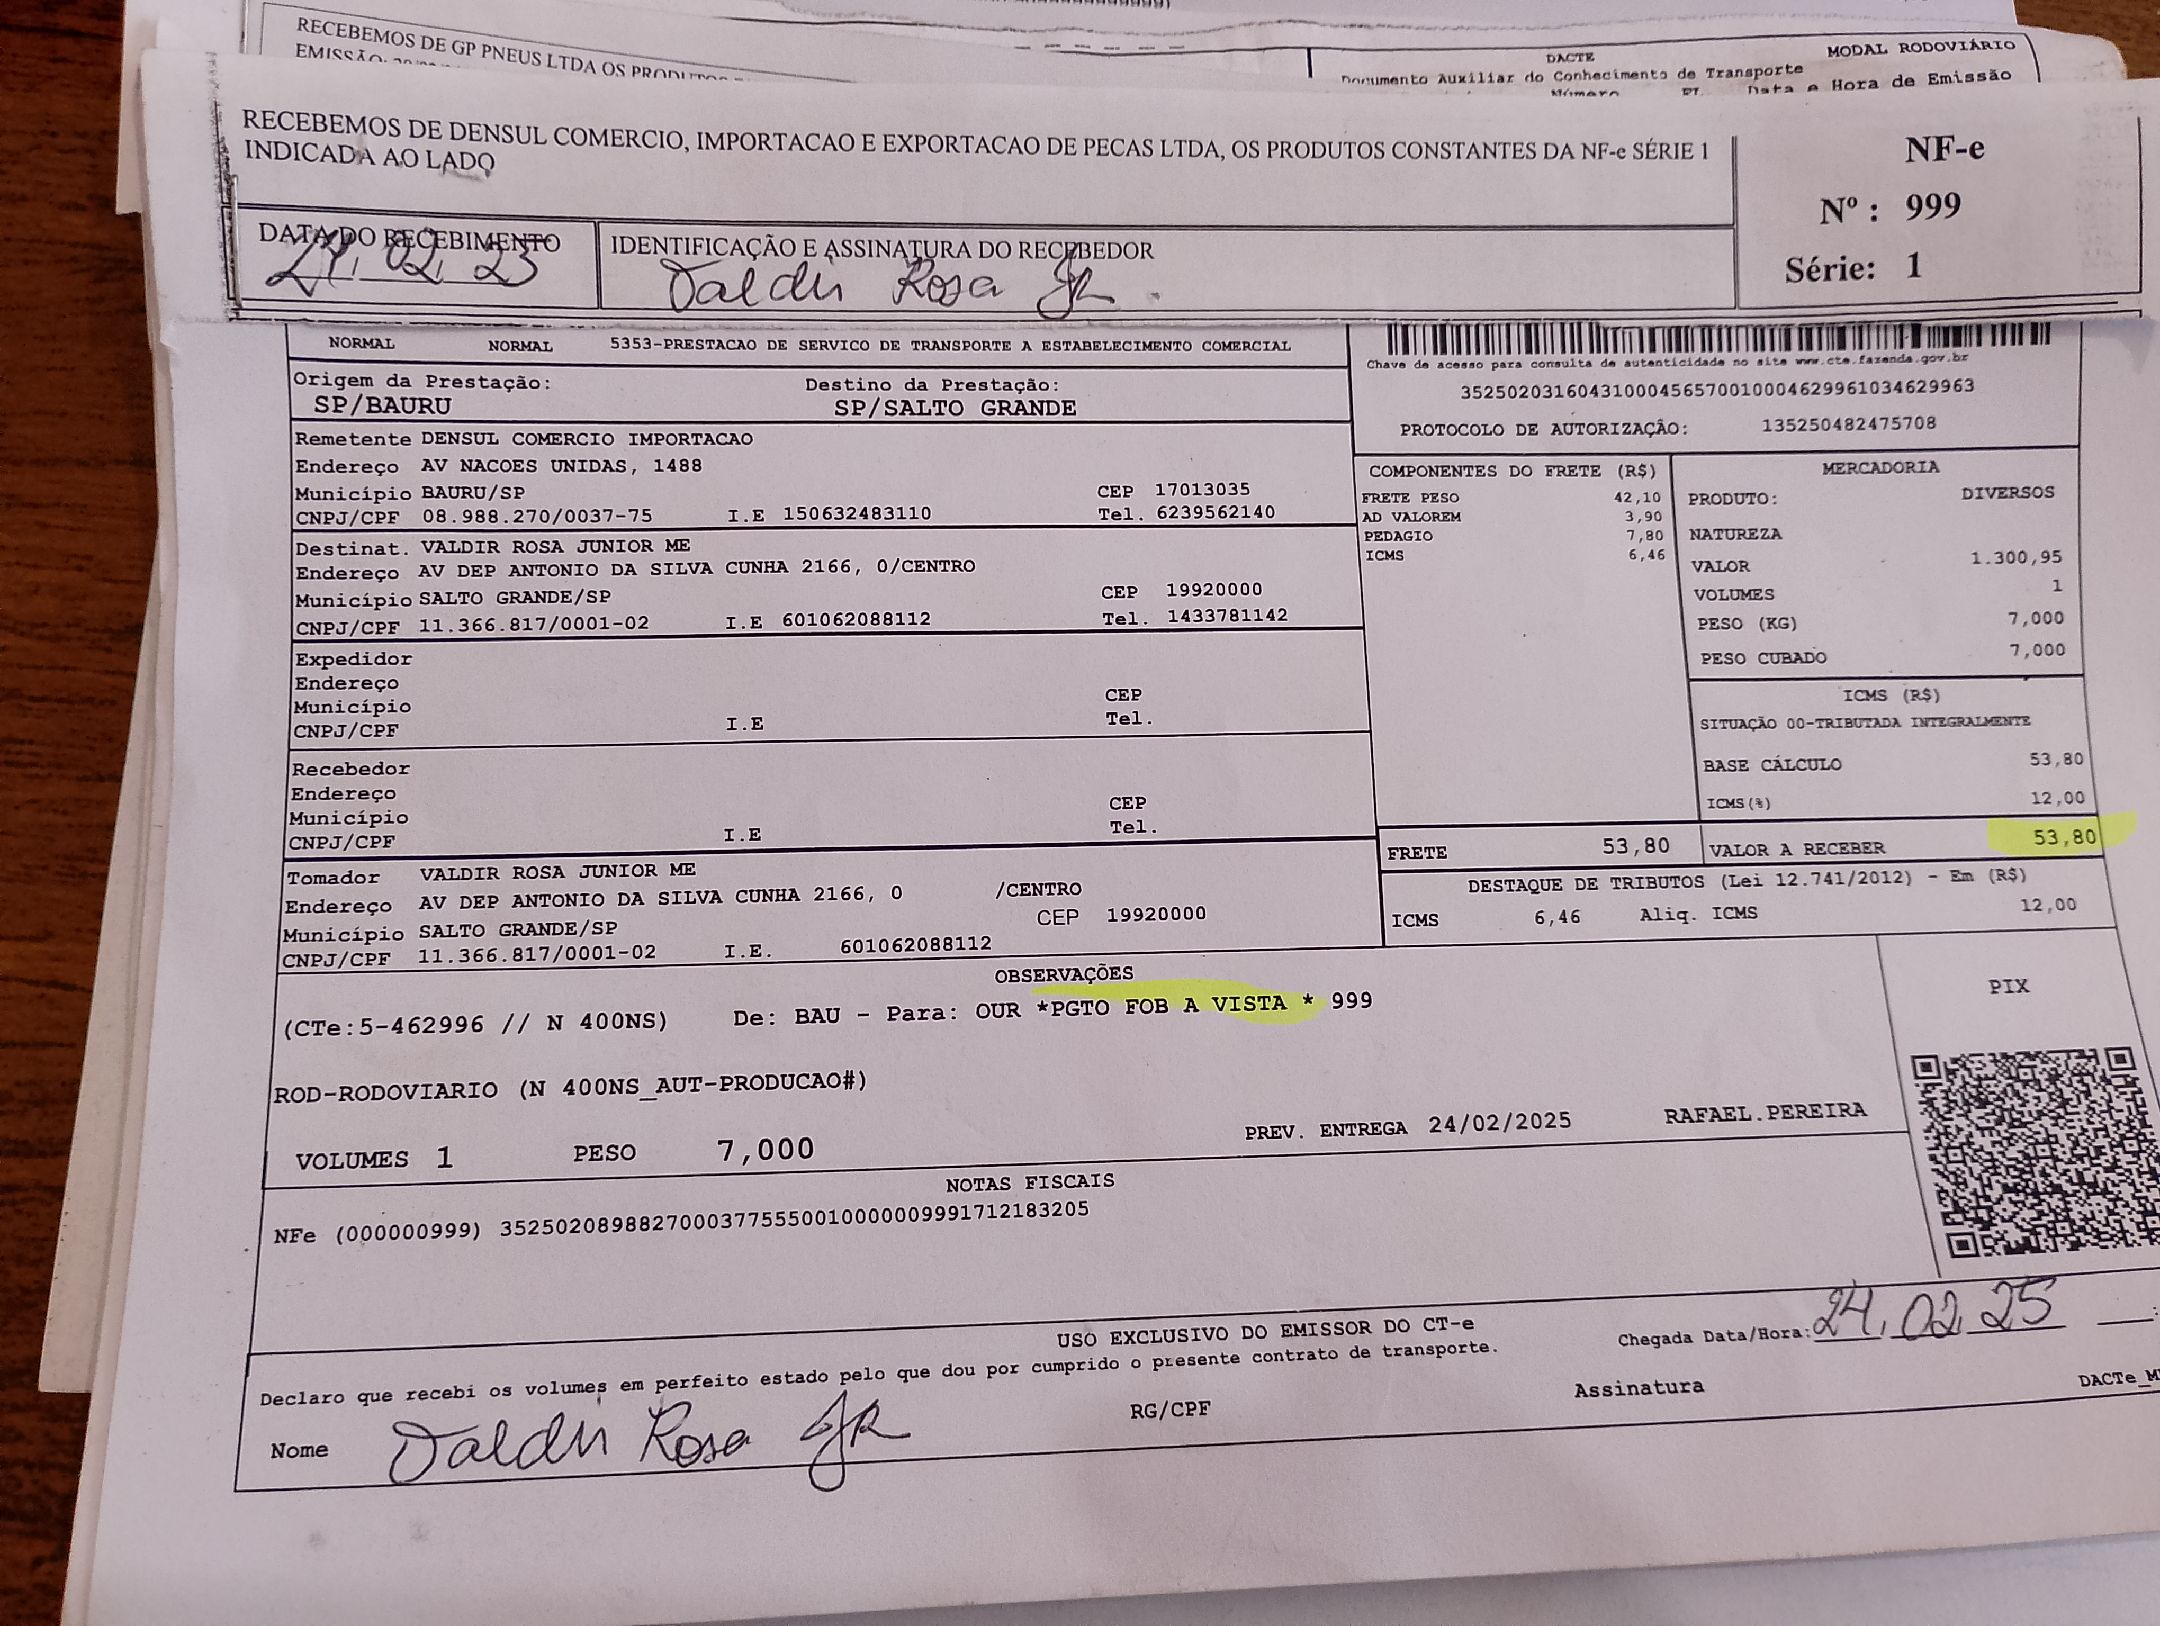 RECEBEMOS DE GP PNEUS LTDA OS PRODUTOS
EMISSÃO:
DACTE
MODAL RODOVIÁRIO
Documento Auxiliar do Conhecimento de Transporte
Número
Data e Hora de Emissão
RECEBEMOS DE DENSUL COMERCIO, IMPORTACAO E EXPORTACAO DE PECAS LTDA, OS PRODUTOS CONSTANTES DA NF-e SÉRIE 1
INDICADA AO LADO
NF-e
Nº : 999
Série: 1
DATA DO RECEBIMENTO
24.02.23
IDENTIFICAÇÃO E ASSINATURA DO RECEBEDOR
Valdir Rosa JR
NORMAL NORMAL 5353-PRESTACAO DE SERVICO DE TRANSPORTE A ESTABELECIMENTO COMERCIAL
Origem da Prestação: Destino da Prestação:
SP/BAURU SP/SALTO GRANDE
Remetente DENSUL COMERCIO IMPORTACAO
Endereço AV NACOES UNIDAS, 1488
Município BAURU/SP CEP 17013035
CNPJ/CPF 08.988.270/0037-75 I.E 150632483110 Tel. 6239562140
Destinat. VALDIR ROSA JUNIOR ME
Endereço AV DEP ANTONIO DA SILVA CUNHA 2166, 0/CENTRO
Município SALTO GRANDE/SP CEP 19920000
CNPJ/CPF 11.366.817/0001-02 I.E 601062088112 Tel. 1433781142
Expedidor
Endereço
Município CEP
CNPJ/CPF I.E Tel.
Recebedor
Endereço
Município CEP
CNPJ/CPF I.E Tel.
Tomador VALDIR ROSA JUNIOR ME
Endereço AV DEP ANTONIO DA SILVA CUNHA 2166, 0 /CENTRO
Município SALTO GRANDE/SP CEP 19920000
CNPJ/CPF 11.366.817/0001-02 I.E. 601062088112
Chave de acesso para consulta de autenticidade no site www.cte.fazenda.gov.br
35250203160431000456570010004629961034629963
PROTOCOLO DE AUTORIZAÇÃO: 135250482475708
COMPONENTES DO FRETE (R$)
FRETE PESO 42,10
AD VALOREM 3,90
PEDAGIO 7,80
ICMS 6,46
MERCADORIA
PRODUTO: DIVERSOS
NATUREZA
VALOR 1.300,95
VOLUMES 1
PESO (KG) 7,000
PESO CUBADO 7,000
ICMS (R$)
SITUAÇÃO 00-TRIBUTADA INTEGRALMENTE
BASE CÁLCULO 53,80
ICMS(%) 12,00
FRETE 53,80 VALOR A RECEBER 53,80
DESTAQUE DE TRIBUTOS (Lei 12.741/2012) - Em (R$)
ICMS 6,46 Aliq. ICMS 12,00
OBSERVAÇÕES
(CTe:5-462996 // N 400NS) De: BAU - Para: OUR *PGTO FOB A VISTA * 999
PIX
ROD-RODOVIARIO (N 400NS_AUT-PRODUCAO#)
VOLUMES 1 PESO 7,000 PREV. ENTREGA 24/02/2025 RAFAEL.PEREIRA
NOTAS FISCAIS
NFe (000000999) 35250208988270003775550010000009991712183205
USO EXCLUSIVO DO EMISSOR DO CT-e
Chegada Data/Hora: 24.02.25
Declaro que recebi os volumes em perfeito estado pelo que dou por cumprido o presente contrato de transporte.
Nome Valdir Rosa JR RG/CPF Assinatura